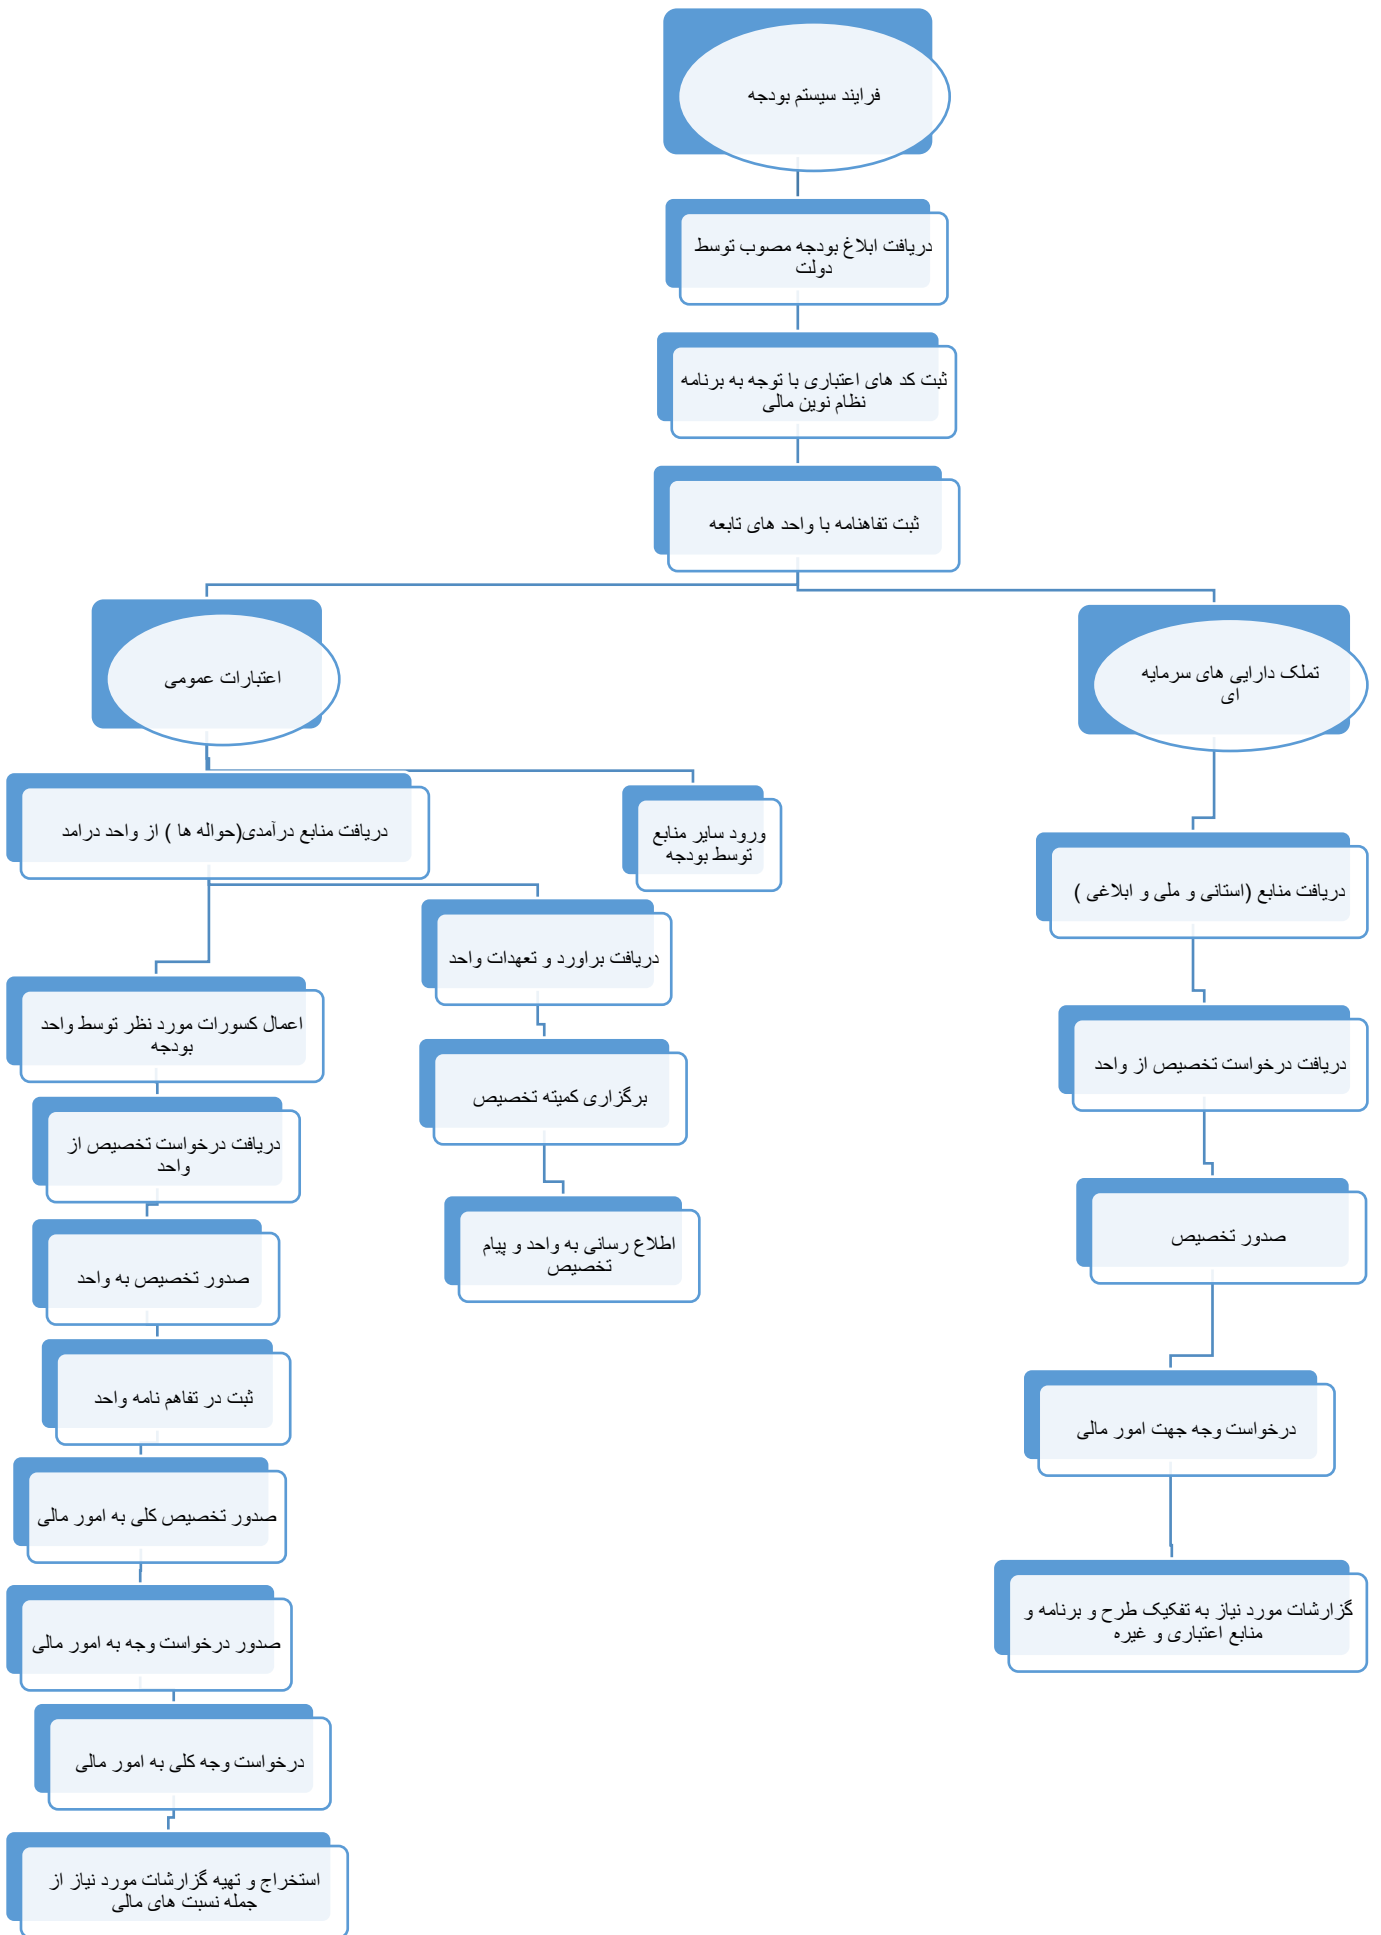 فرایند سیستم بودجه
دریافت ابلاغ بودجه مصوب توسط
دولت
ثبت کد های اعتباری با توجه به برنامه
نظام نوین مالی
ثبت تفاهنامه با واحد های تابعه
تملک دارایی های سرمایه
ای
دریافت منابع (استانی و ملی و ابلاغی )
دریافت درخواست تخصیص از واحد
صدور تخصیص
درخواست وجه جهت امور مالی
گزارشات مورد نیاز به تفکیک طرح و برنامه و
منابع اعتباری و غیره
اعتبارات عمومی
ورود سایر منابع
توسط بودجه
دریافت منابع درآمدی(حواله ها ) از واحد درامد
دریافت براورد و تعهدات واحد
برگزاری کمیته تخصیص
اطلاع رسانی به واحد و پیام
تخصیص
اعمال کسورات مورد نظر توسط واحد
بودجه
دریافت درخواست تخصیص از
واحد
صدور تخصیص به واحد
ثبت در تفاهم نامه واحد
صدور تخصیص کلی به امور مالی
صدور درخواست وجه به امور مالی
درخواست وجه کلی به امور مالی
استخراج و تهیه گزارشات مورد نیاز از
جمله نسبت های مالی